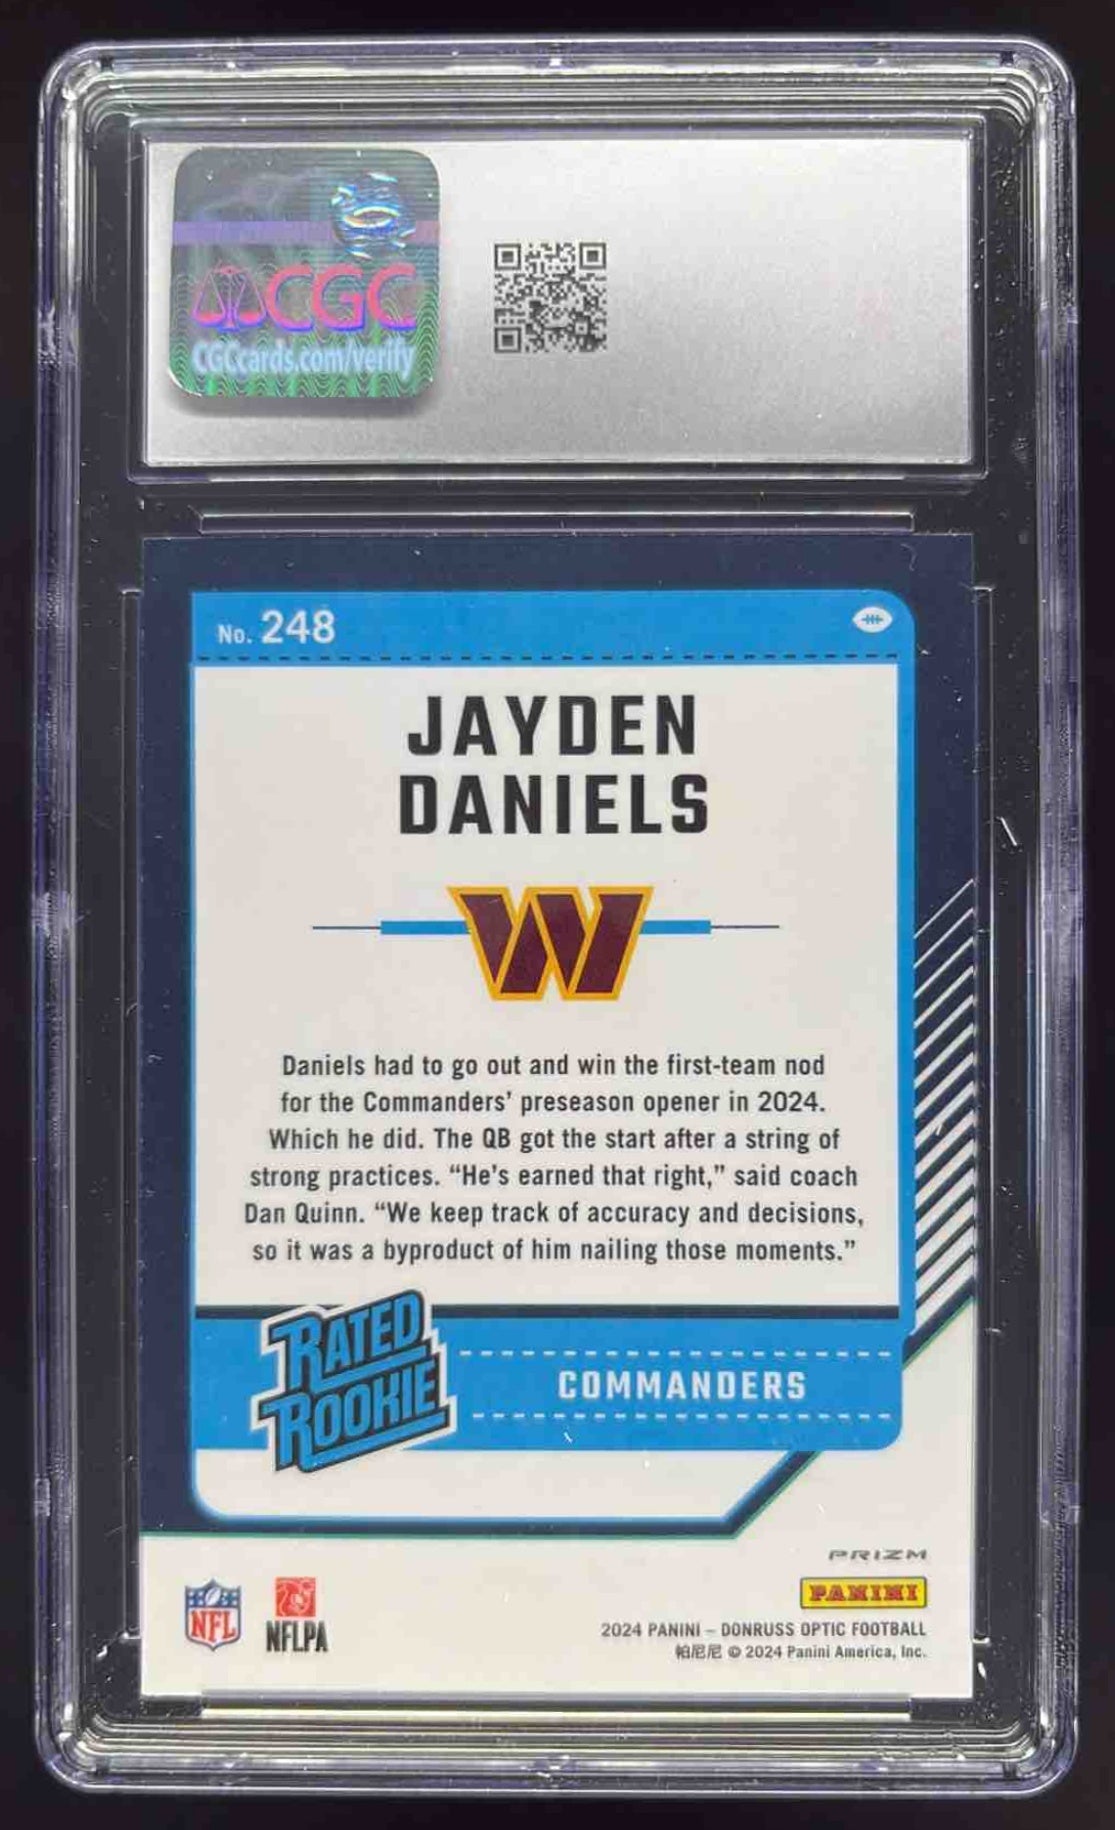 CGC
CGCcards.com/verify
No. 248
JAYDEN
DANIELS
W
Daniels had to go out and win the first-team nod
for the Commanders’ preseason opener in 2024.
Which he did. The QB got the start after a string of
strong practices. “He’s earned that right,” said coach
Dan Quinn. “We keep track of accuracy and decisions,
so it was a byproduct of him nailing those moments.”
RATED
ROOKIE
COMMANDERS
PRIZM
PANINI
NFL
NFLPA
2024 PANINI – DONRUSS OPTIC FOOTBALL
帕尼尼 © 2024 Panini America, Inc.